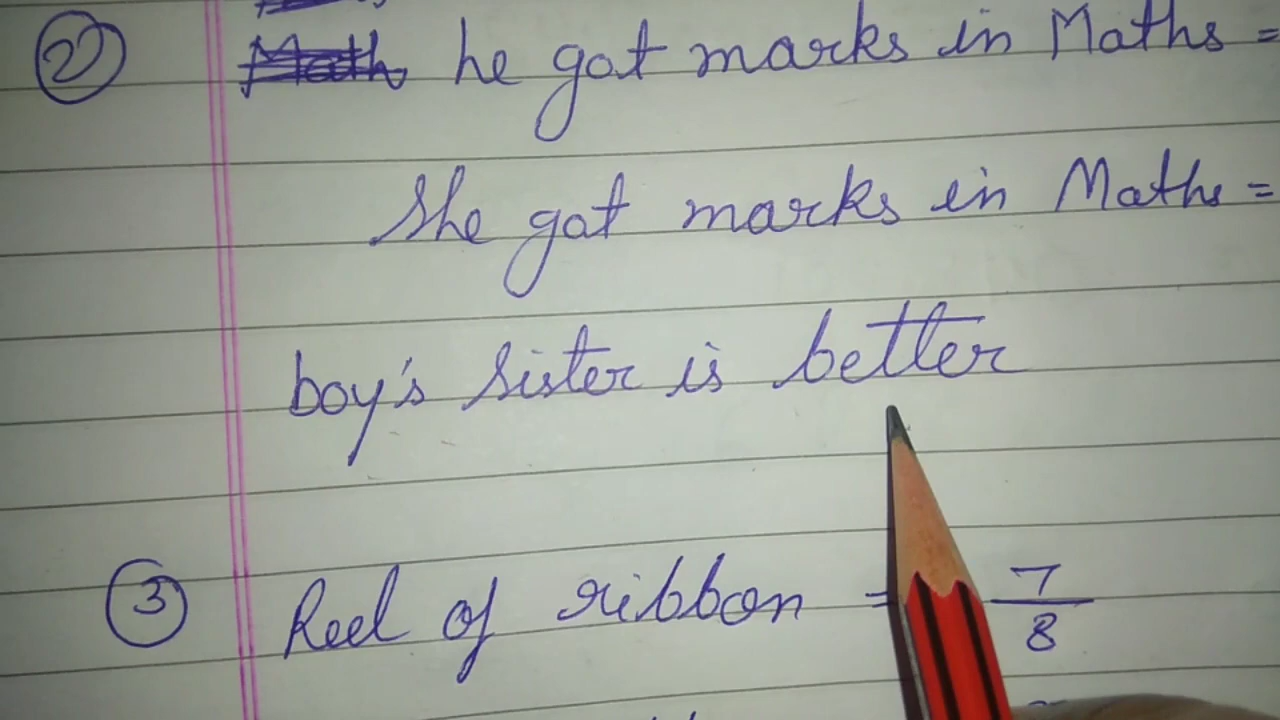 2) he got marks in Maths =
She got marks in Maths =
boy's sister is better
3 Reel of ribbon = 7/8